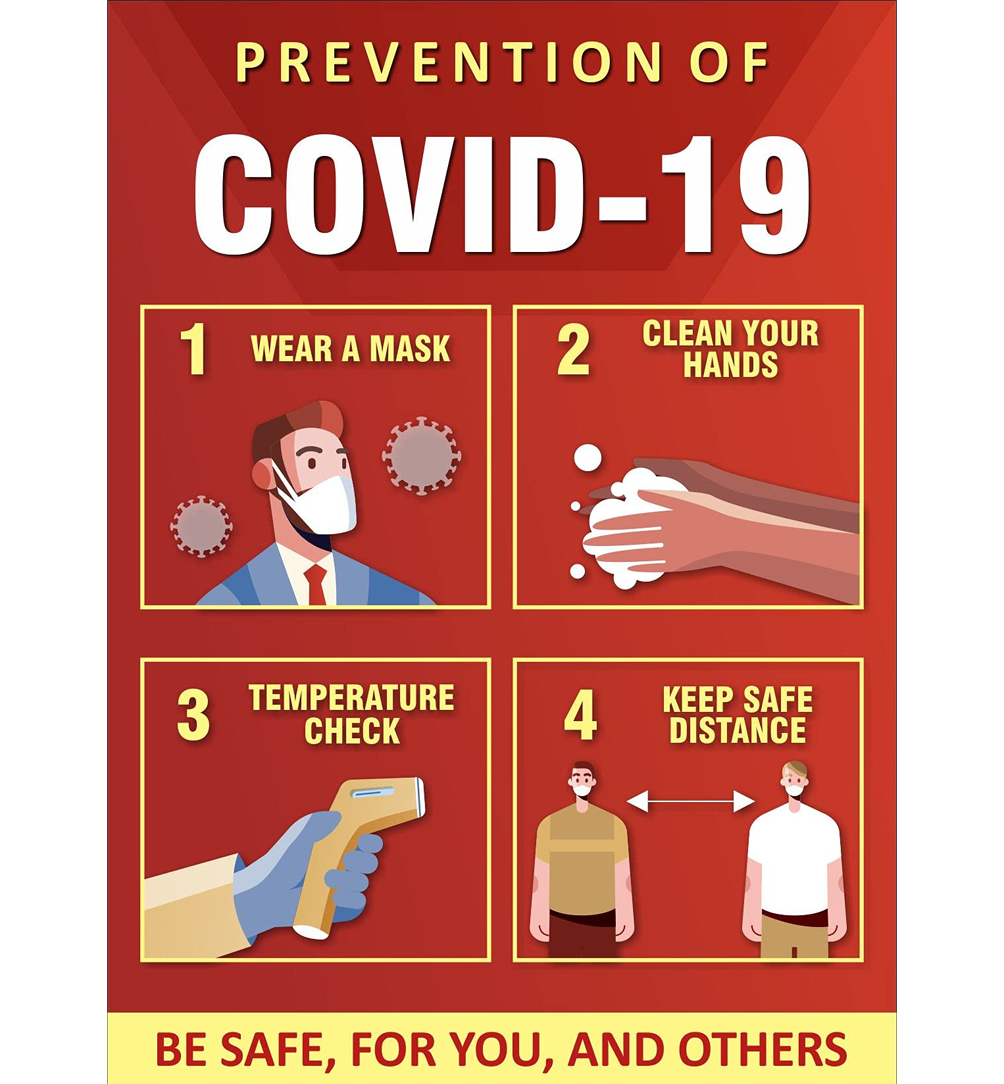 PREVENTION OF
COVID-19
1
WEAR A MASK
2
CLEAN YOUR
HANDS
3
TEMPERATURE
CHECK
4
KEEP SAFE
DISTANCE
BE SAFE, FOR YOU, AND OTHERS